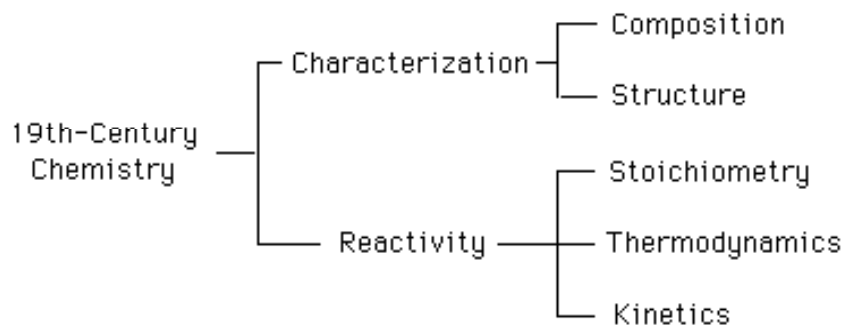 Composition
Characterization
Structure
19th-Century
Chemistry
Stoichiometry
Reactivity
Thermodynamics
Kinetics